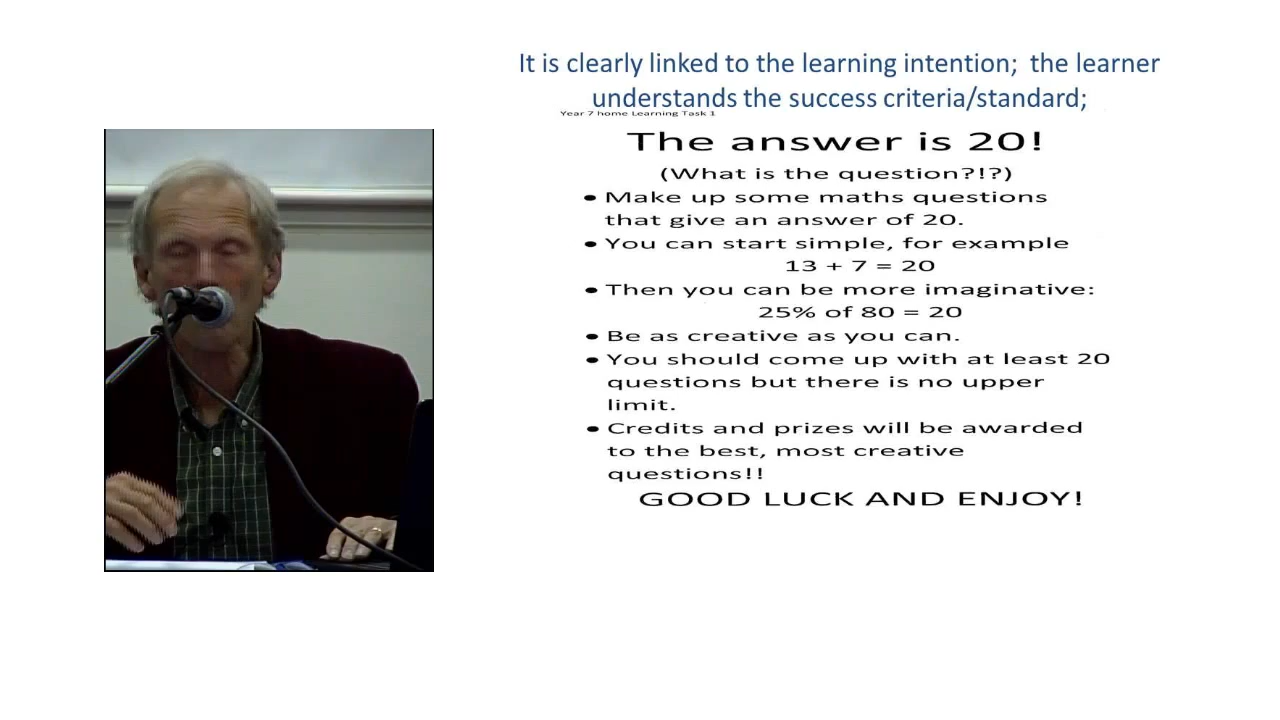 It is clearly linked to the learning intention;  the learner
understands the success criteria/standard;
Year 7 home Learning Task 1
The answer is 20!
(What is the question?!?)
• Make up some maths questions
that give an answer of 20.
• You can start simple, for example
13 + 7 = 20
• Then you can be more imaginative:
25% of 80 = 20
• Be as creative as you can.
• You should come up with at least 20
questions but there is no upper
limit.
• Credits and prizes will be awarded
to the best, most creative
questions!!
GOOD LUCK AND ENJOY!